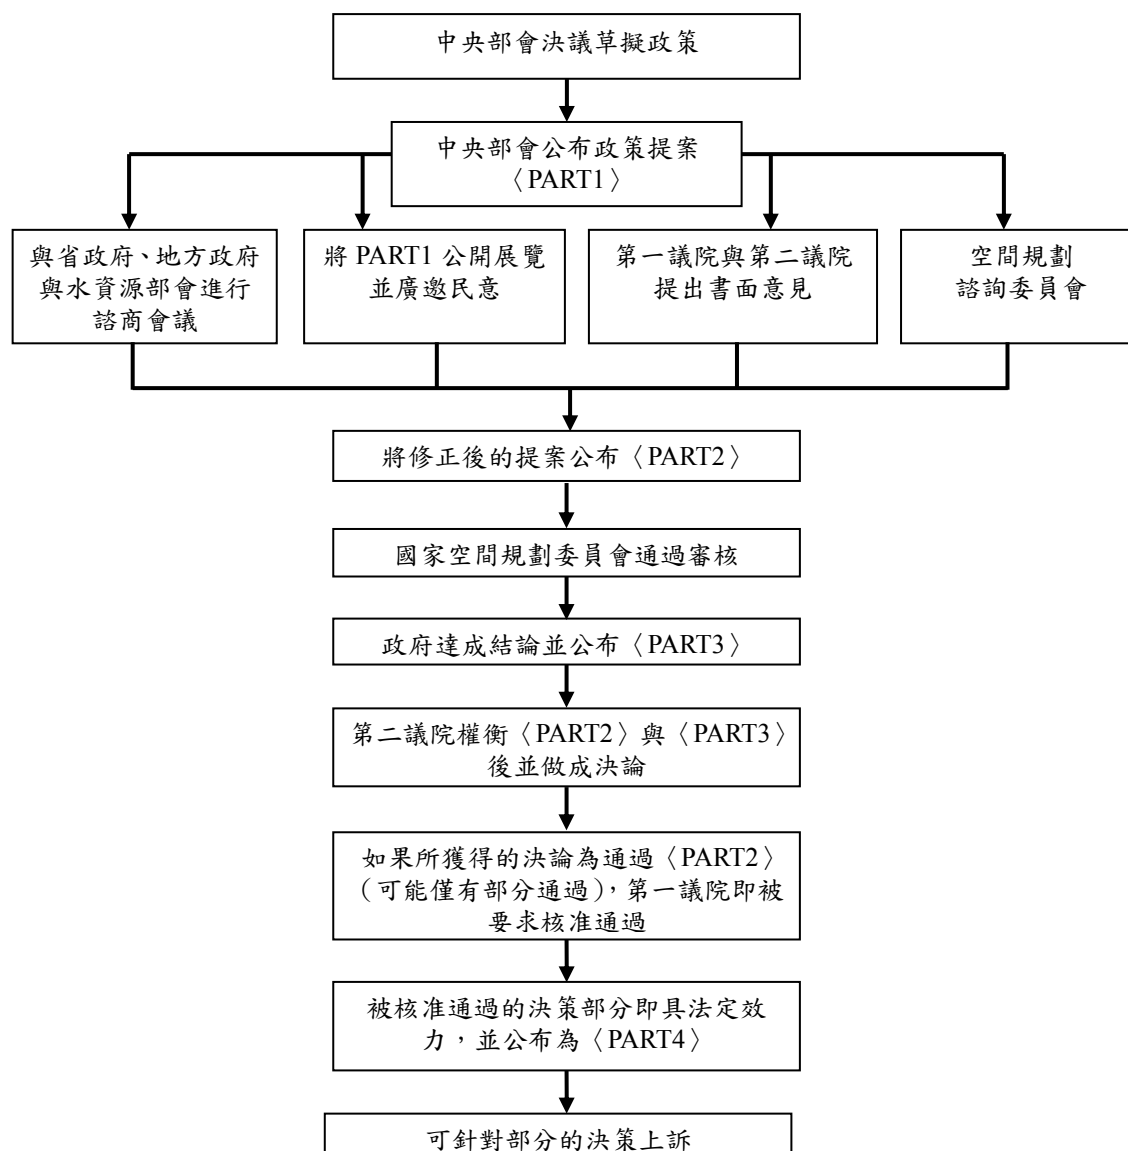 中央部會決議草擬政策
中央部會公布政策提案
〈PART1〉
與省政府、地方政府
與水資源部會進行
諮商會議
將 PART1 公開展覽
並廣邀民意
第一議院與第二議院
提出書面意見
空間規劃
諮詢委員會
將修正後的提案公布〈PART2〉
國家空間規劃委員會通過審核
政府達成結論並公布〈PART3〉
第二議院權衡〈PART2〉與〈PART3〉
後並做成決論
如果所獲得的決論為通過〈PART2〉
（可能僅有部分通過），第一議院即被
要求核准通過
被核准通過的決策部分即具法定效
力，並公布為〈PART4〉
可針對部分的決策上訴